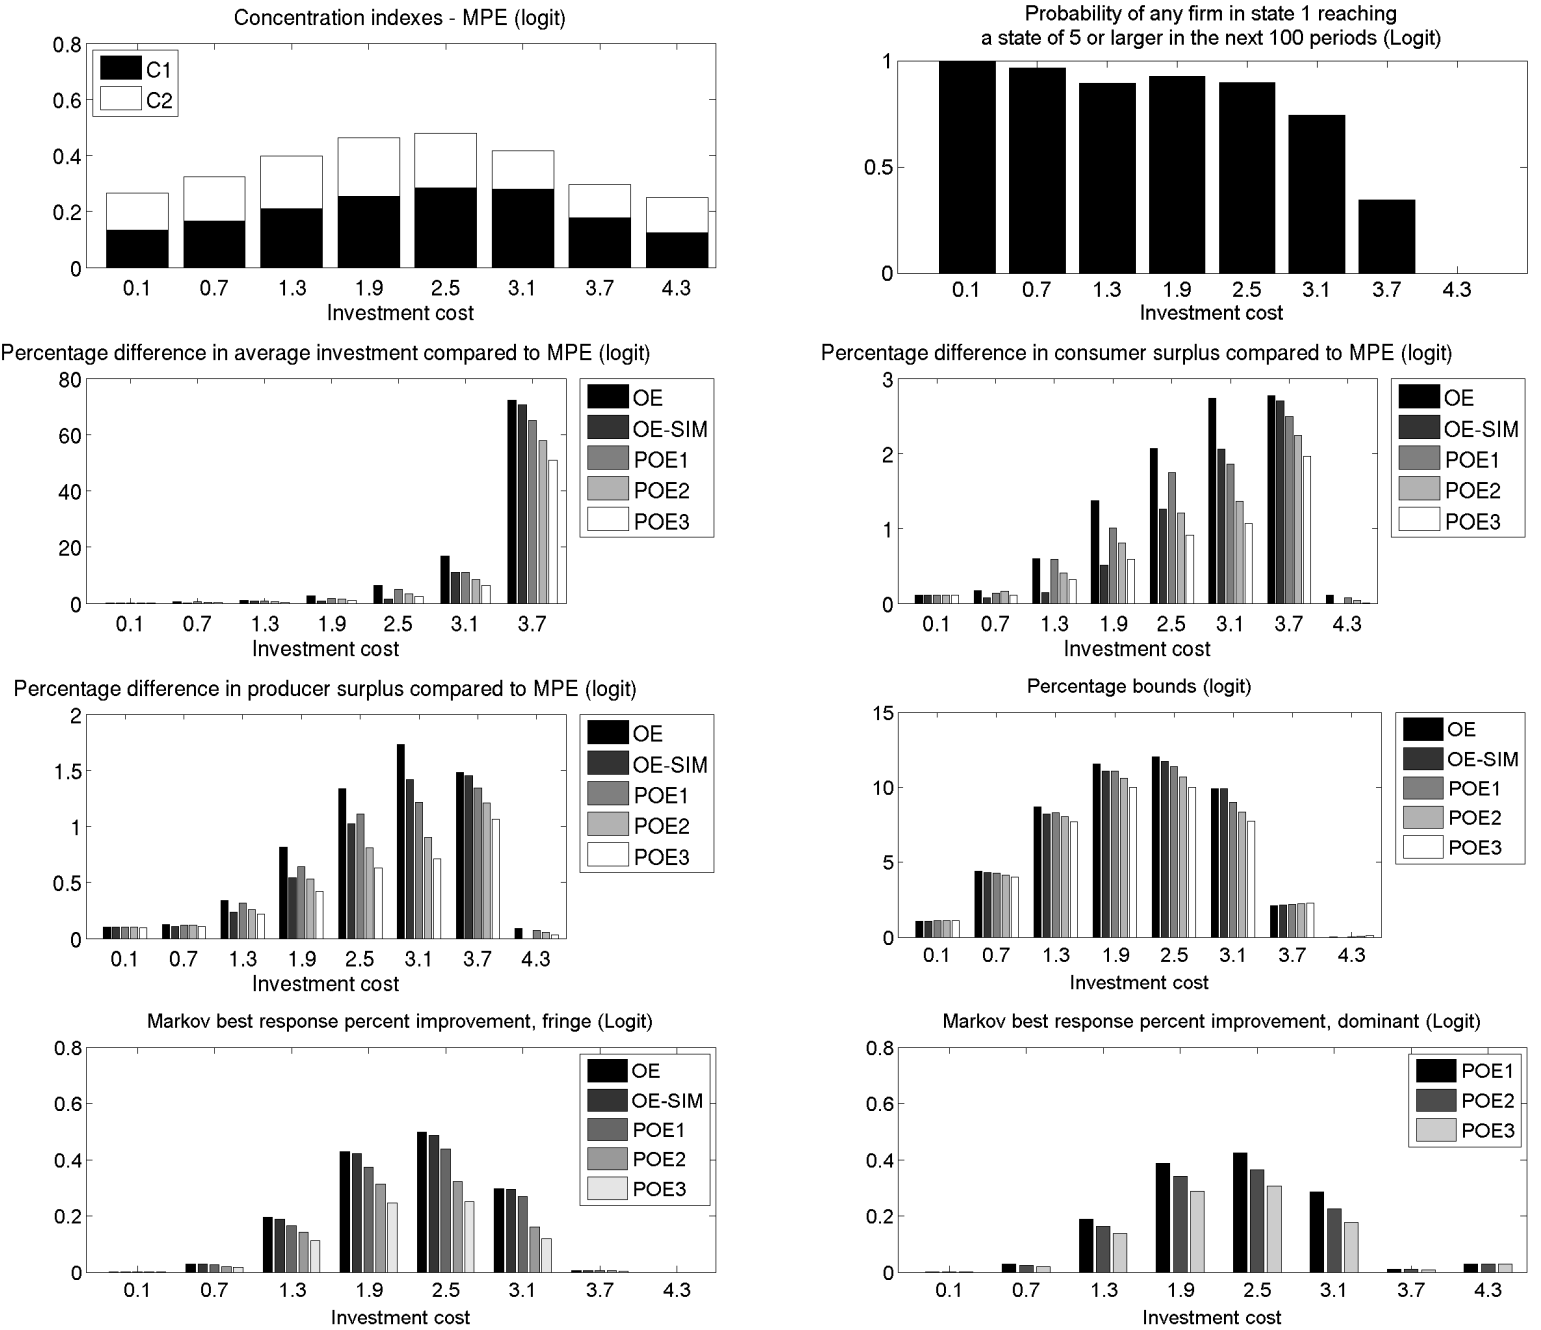 Concentration indexes - MPE (logit)
0.8
0.6
0.4
0.2
0
C1
C2
0.1 0.7 1.3 1.9 2.5 3.1 3.7 4.3
Investment cost
Probability of any firm in state 1 reaching
a state of 5 or larger in the next 100 periods (Logit)
1
0.5
0
0.1 0.7 1.3 1.9 2.5 3.1 3.7 4.3
Investment cost
Percentage difference in average investment compared to MPE (logit)
80
60
40
20
0
OE
OE-SIM
POE1
POE2
POE3
0.1 0.7 1.3 1.9 2.5 3.1 3.7
Investment cost
Percentage difference in consumer surplus compared to MPE (logit)
3
2
1
0
OE
OE-SIM
POE1
POE2
POE3
0.1 0.7 1.3 1.9 2.5 3.1 3.7 4.3
Investment cost
Percentage difference in producer surplus compared to MPE (logit)
2
1.5
1
0.5
0
OE
OE-SIM
POE1
POE2
POE3
0.1 0.7 1.3 1.9 2.5 3.1 3.7 4.3
Investment cost
Percentage bounds (logit)
15
10
5
0
OE
OE-SIM
POE1
POE2
POE3
0.1 0.7 1.3 1.9 2.5 3.1 3.7 4.3
Investment cost
Markov best response percent improvement, fringe (Logit)
0.8
0.6
0.4
0.2
0
OE
OE-SIM
POE1
POE2
POE3
0.1 0.7 1.3 1.9 2.5 3.1 3.7 4.3
Investment cost
Markov best response percent improvement, dominant (Logit)
0.8
0.6
0.4
0.2
0
POE1
POE2
POE3
0.1 0.7 1.3 1.9 2.5 3.1 3.7 4.3
Investment cost